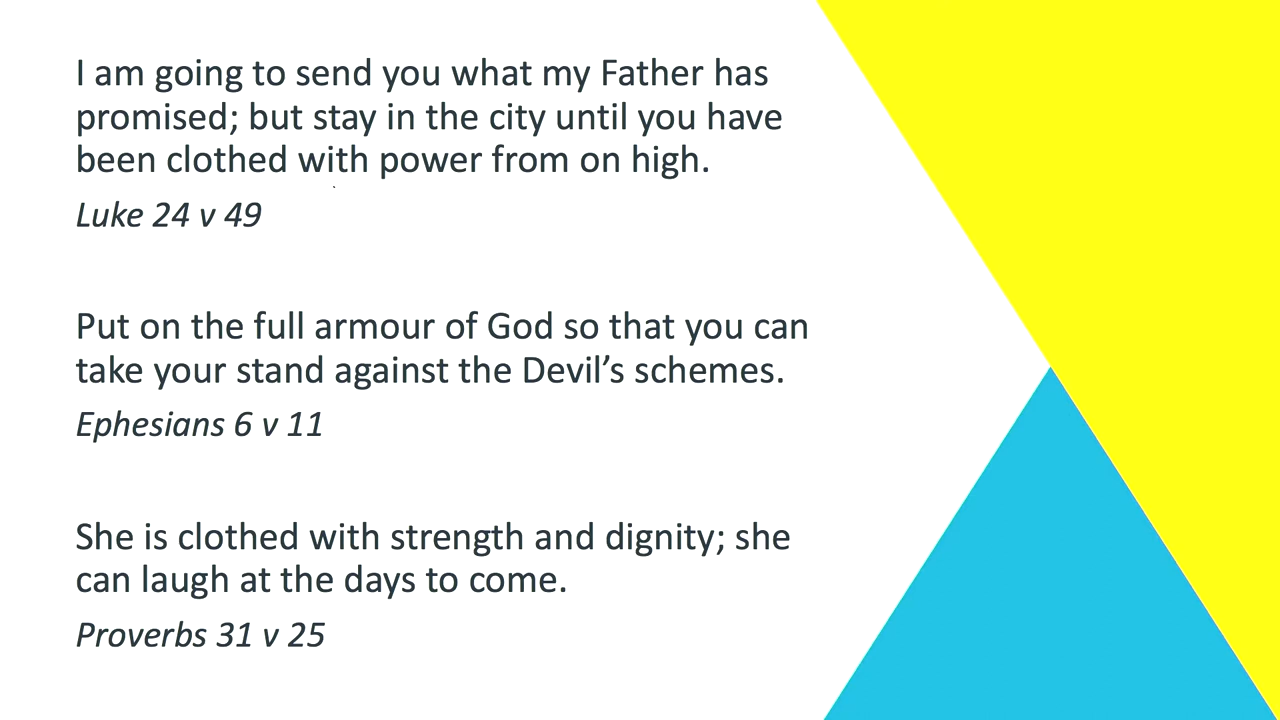 I am going to send you what my Father has
promised; but stay in the city until you have
been clothed with power from on high.
Luke 24 v 49
Put on the full armour of God so that you can
take your stand against the Devil’s schemes.
Ephesians 6 v 11
She is clothed with strength and dignity; she
can laugh at the days to come.
Proverbs 31 v 25